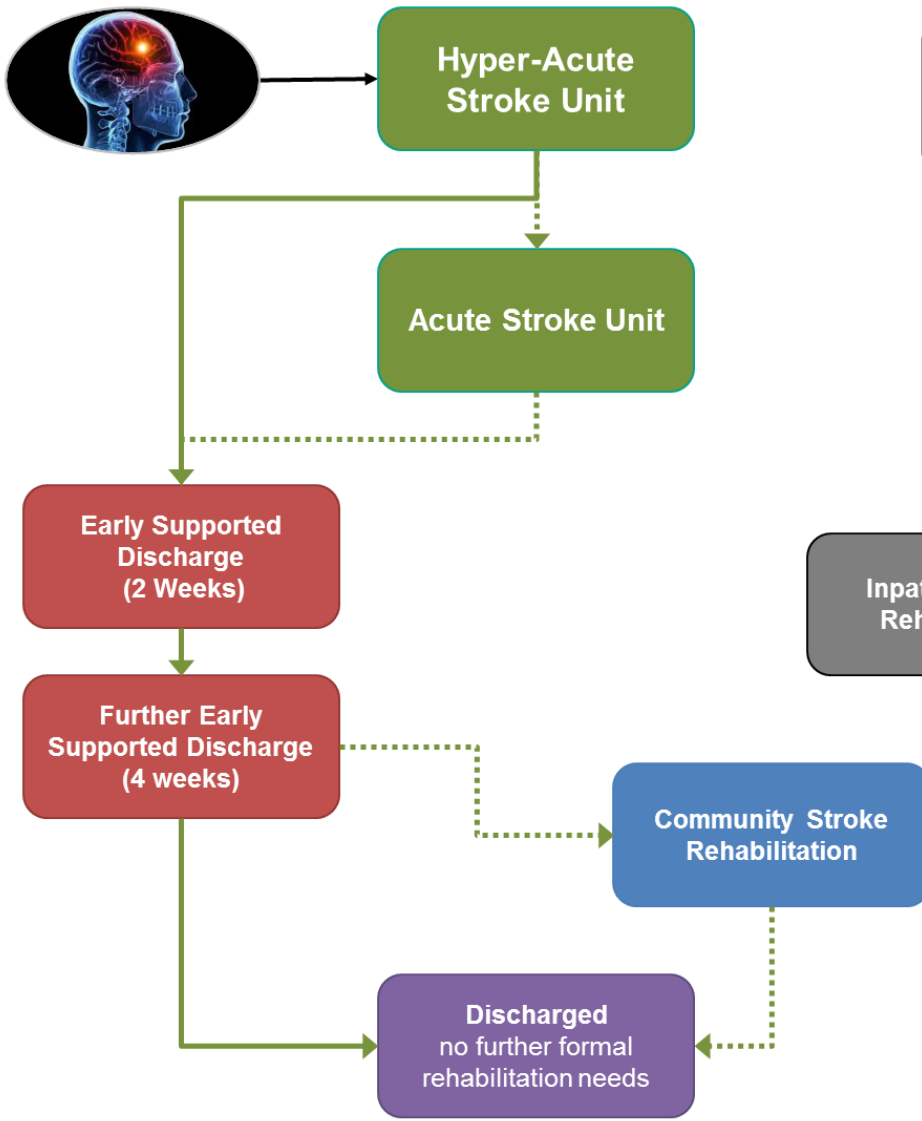 Hyper-Acute
Stroke Unit
Acute Stroke Unit
Early Supported
Discharge
(2 Weeks)
Further Early
Supported Discharge
(4 weeks)
Community Stroke
Rehabilitation
Discharged
no further formal
rehabilitation needs